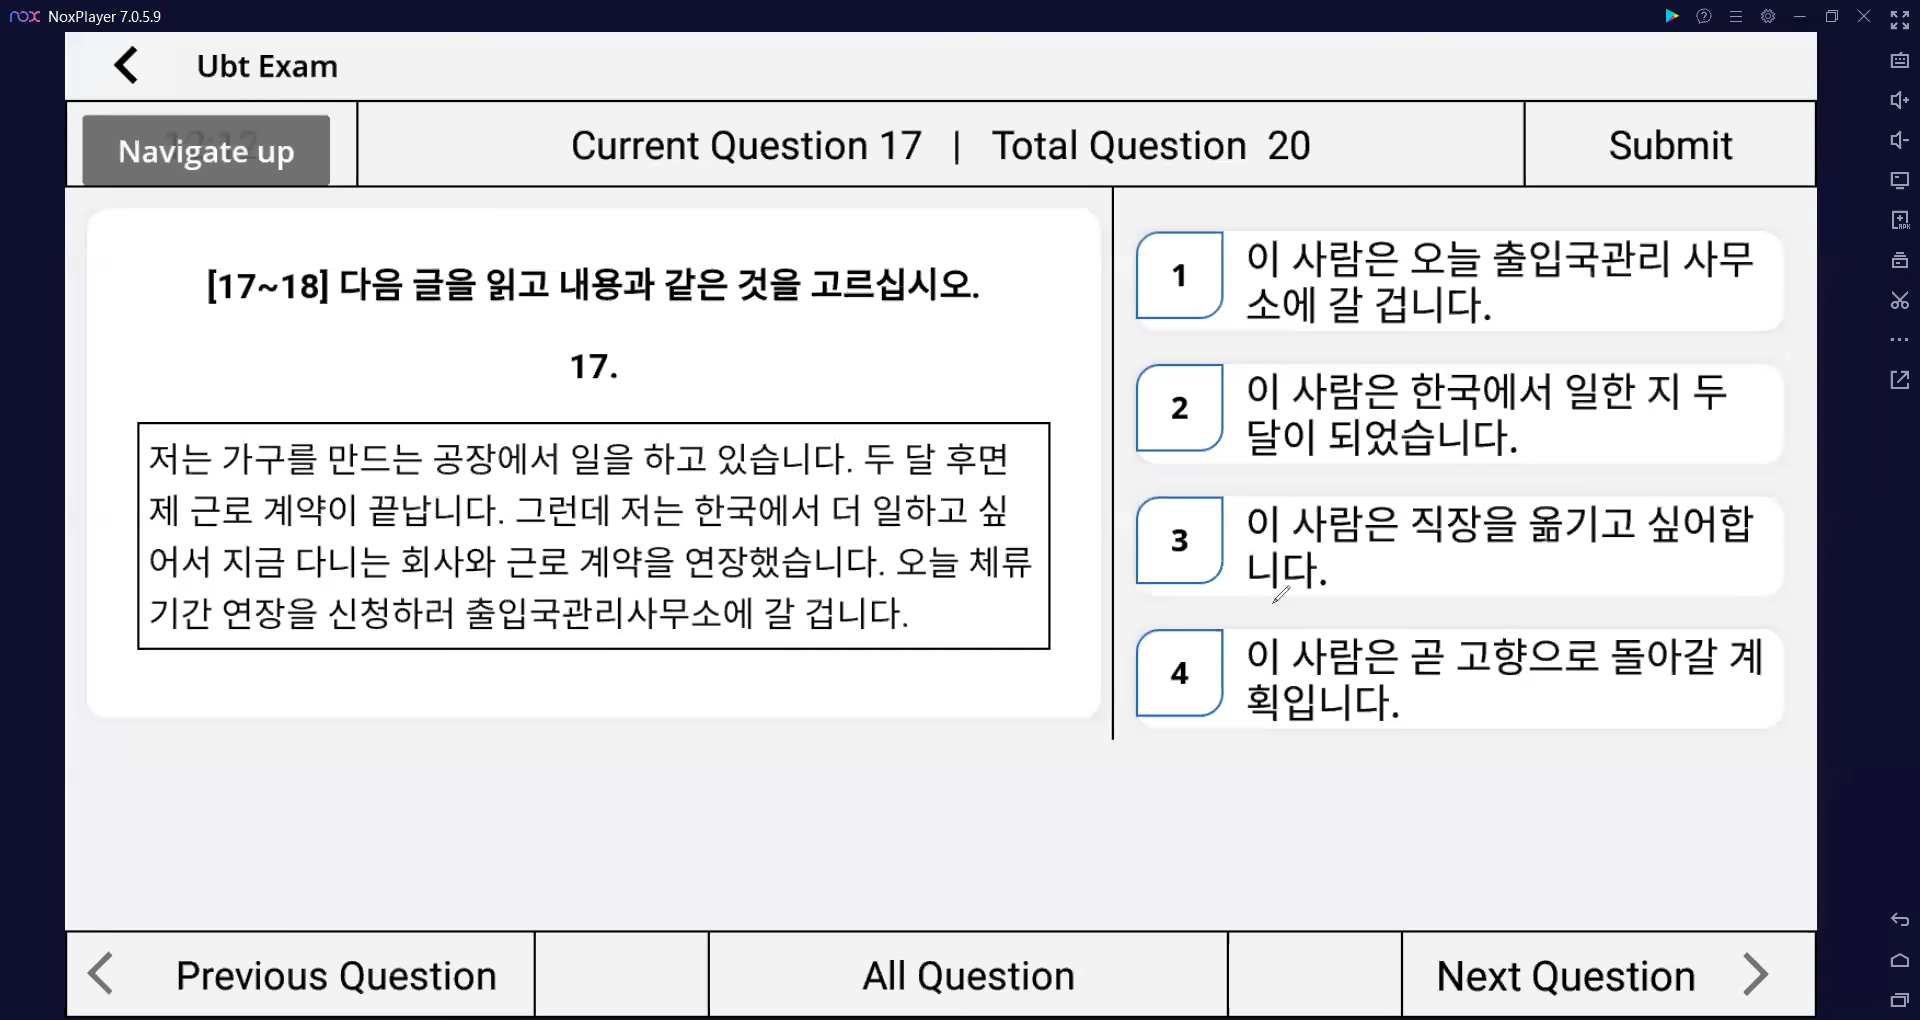 nox NoxPlayer 7.0.5.9
Ubt Exam
Navigate up
Current Question 17 | Total Question 20
Submit
[17~18] 다음 글을 읽고 내용과 같은 것을 고르십시오.
17.
저는 가구를 만드는 공장에서 일을 하고 있습니다. 두 달 후면
제 근로 계약이 끝납니다. 그런데 저는 한국에서 더 일하고 싶
어서 지금 다니는 회사와 근로 계약을 연장했습니다. 오늘 체류
기간 연장을 신청하러 출입국관리사무소에 갈 겁니다.
1 이 사람은 오늘 출입국관리 사무
소에 갈 겁니다.
2 이 사람은 한국에서 일한 지 두
달이 되었습니다.
3 이 사람은 직장을 옮기고 싶어합
니다.
4 이 사람은 곧 고향으로 돌아갈 계
획입니다.
Previous Question
All Question
Next Question